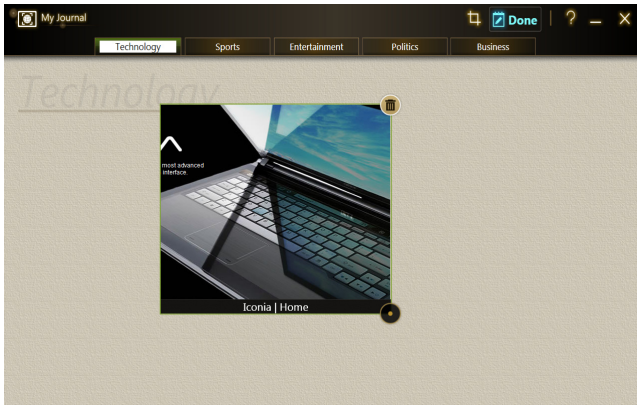 My Journal
Done
?
Technology
Sports
Entertainment
Politics
Business
Technology
most advanced
interface.
Iconia | Home